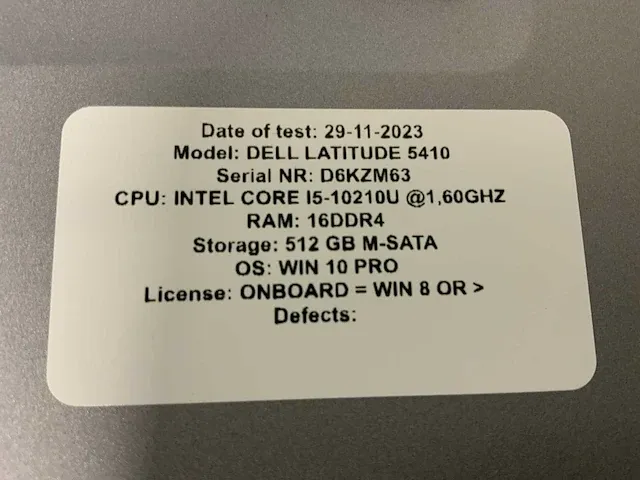 Date of test: 29-11-2023
Model: DELL LATITUDE 5410
Serial NR: D6KZM63
CPU: INTEL CORE I5-10210U @1,60GHZ
RAM: 16DDR4
Storage: 512 GB M-SATA
OS: WIN 10 PRO
License: ONBOARD = WIN 8 OR >
Defects: